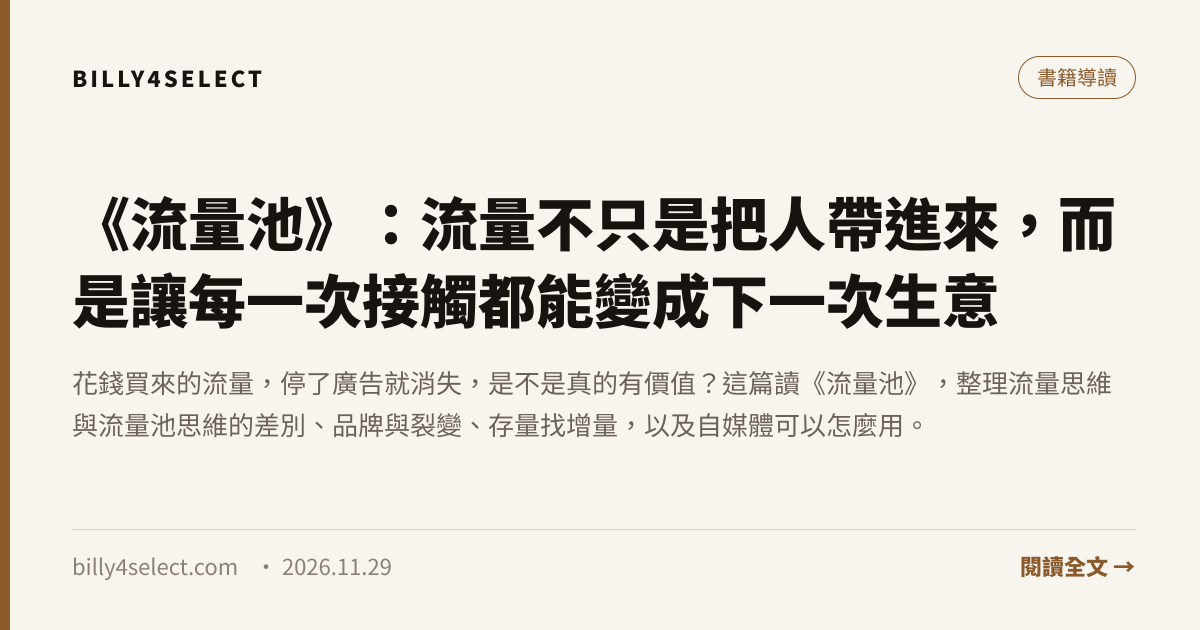 BILLY4SELECT
書籍導讀
《流量池》：流量不只是把人帶進來，而
是讓每一次接觸都能變成下一次生意
花錢買來的流量，停了廣告就消失，是不是真的有價值？這篇讀《流量池》，整理流量思維
與流量池思維的差別、品牌與裂變、存量找增量，以及自媒體可以怎麼用。
billy4select.com ・ 2026.11.29
閱讀全文 →